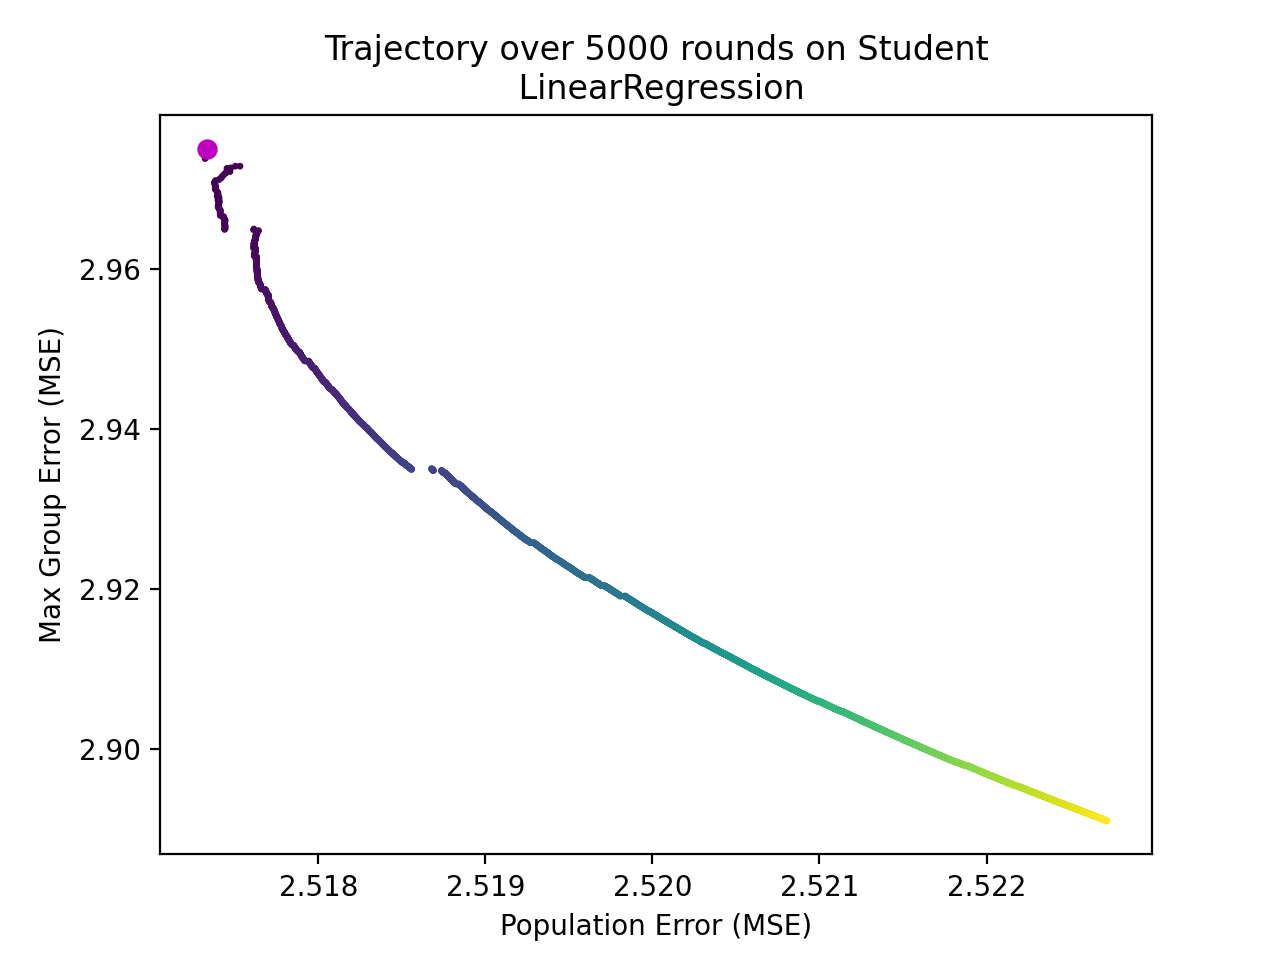 Trajectory over 5000 rounds on Student
LinearRegression
Max Group Error (MSE)
2.96
2.94
2.92
2.90
2.518 2.519 2.520 2.521 2.522
Population Error (MSE)